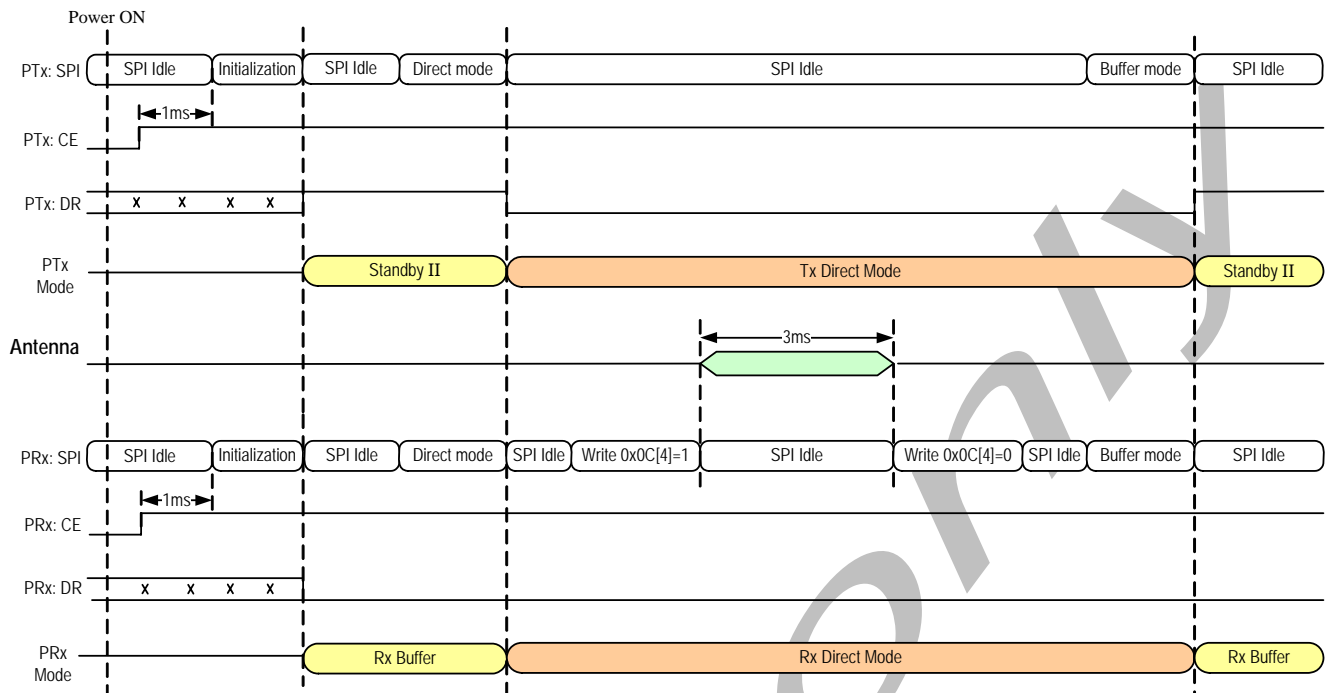 Power ON
PTx: SPI SPI Idle Initialization SPI Idle Direct mode SPI Idle Buffer mode SPI Idle
1ms
PTx: CE
PTx: DR x x x x
PTx
Mode
Standby II Tx Direct Mode Standby II
3ms
Antenna
PRx: SPI SPI Idle Initialization SPI Idle Direct mode SPI Idle Write 0x0C[4]=1 SPI Idle Write 0x0C[4]=0 SPI Idle Buffer mode SPI Idle
1ms
PRx: CE
PRx: DR x x x x
PRx
Mode
Rx Buffer Rx Direct Mode Rx Buffer
only